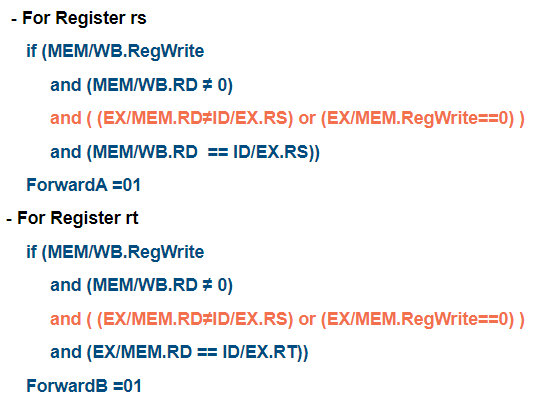 - For Register rs
if (MEM/WB.RegWrite
and (MEM/WB.RD ≠ 0)
and ( (EX/MEM.RD≠ID/EX.RS) or (EX/MEM.RegWrite==0) )
and (MEM/WB.RD == ID/EX.RS))
ForwardA =01
- For Register rt
if (MEM/WB.RegWrite
and (MEM/WB.RD ≠ 0)
and ( (EX/MEM.RD≠ID/EX.RS) or (EX/MEM.RegWrite==0) )
and (EX/MEM.RD == ID/EX.RT))
ForwardB =01